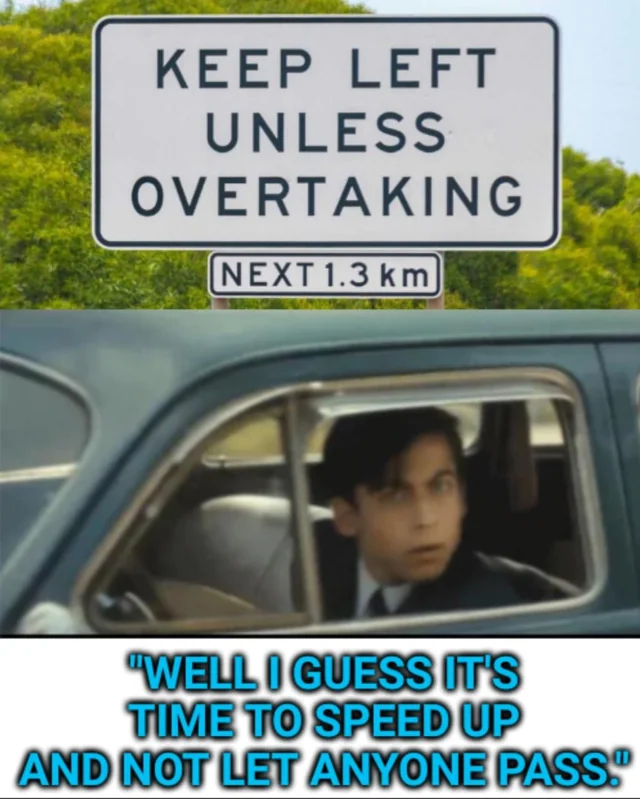 KEEP LEFT
UNLESS
OVERTAKING
NEXT 1.3 km
"WELL I GUESS IT'S
TIME TO SPEED UP
AND NOT LET ANYONE PASS."